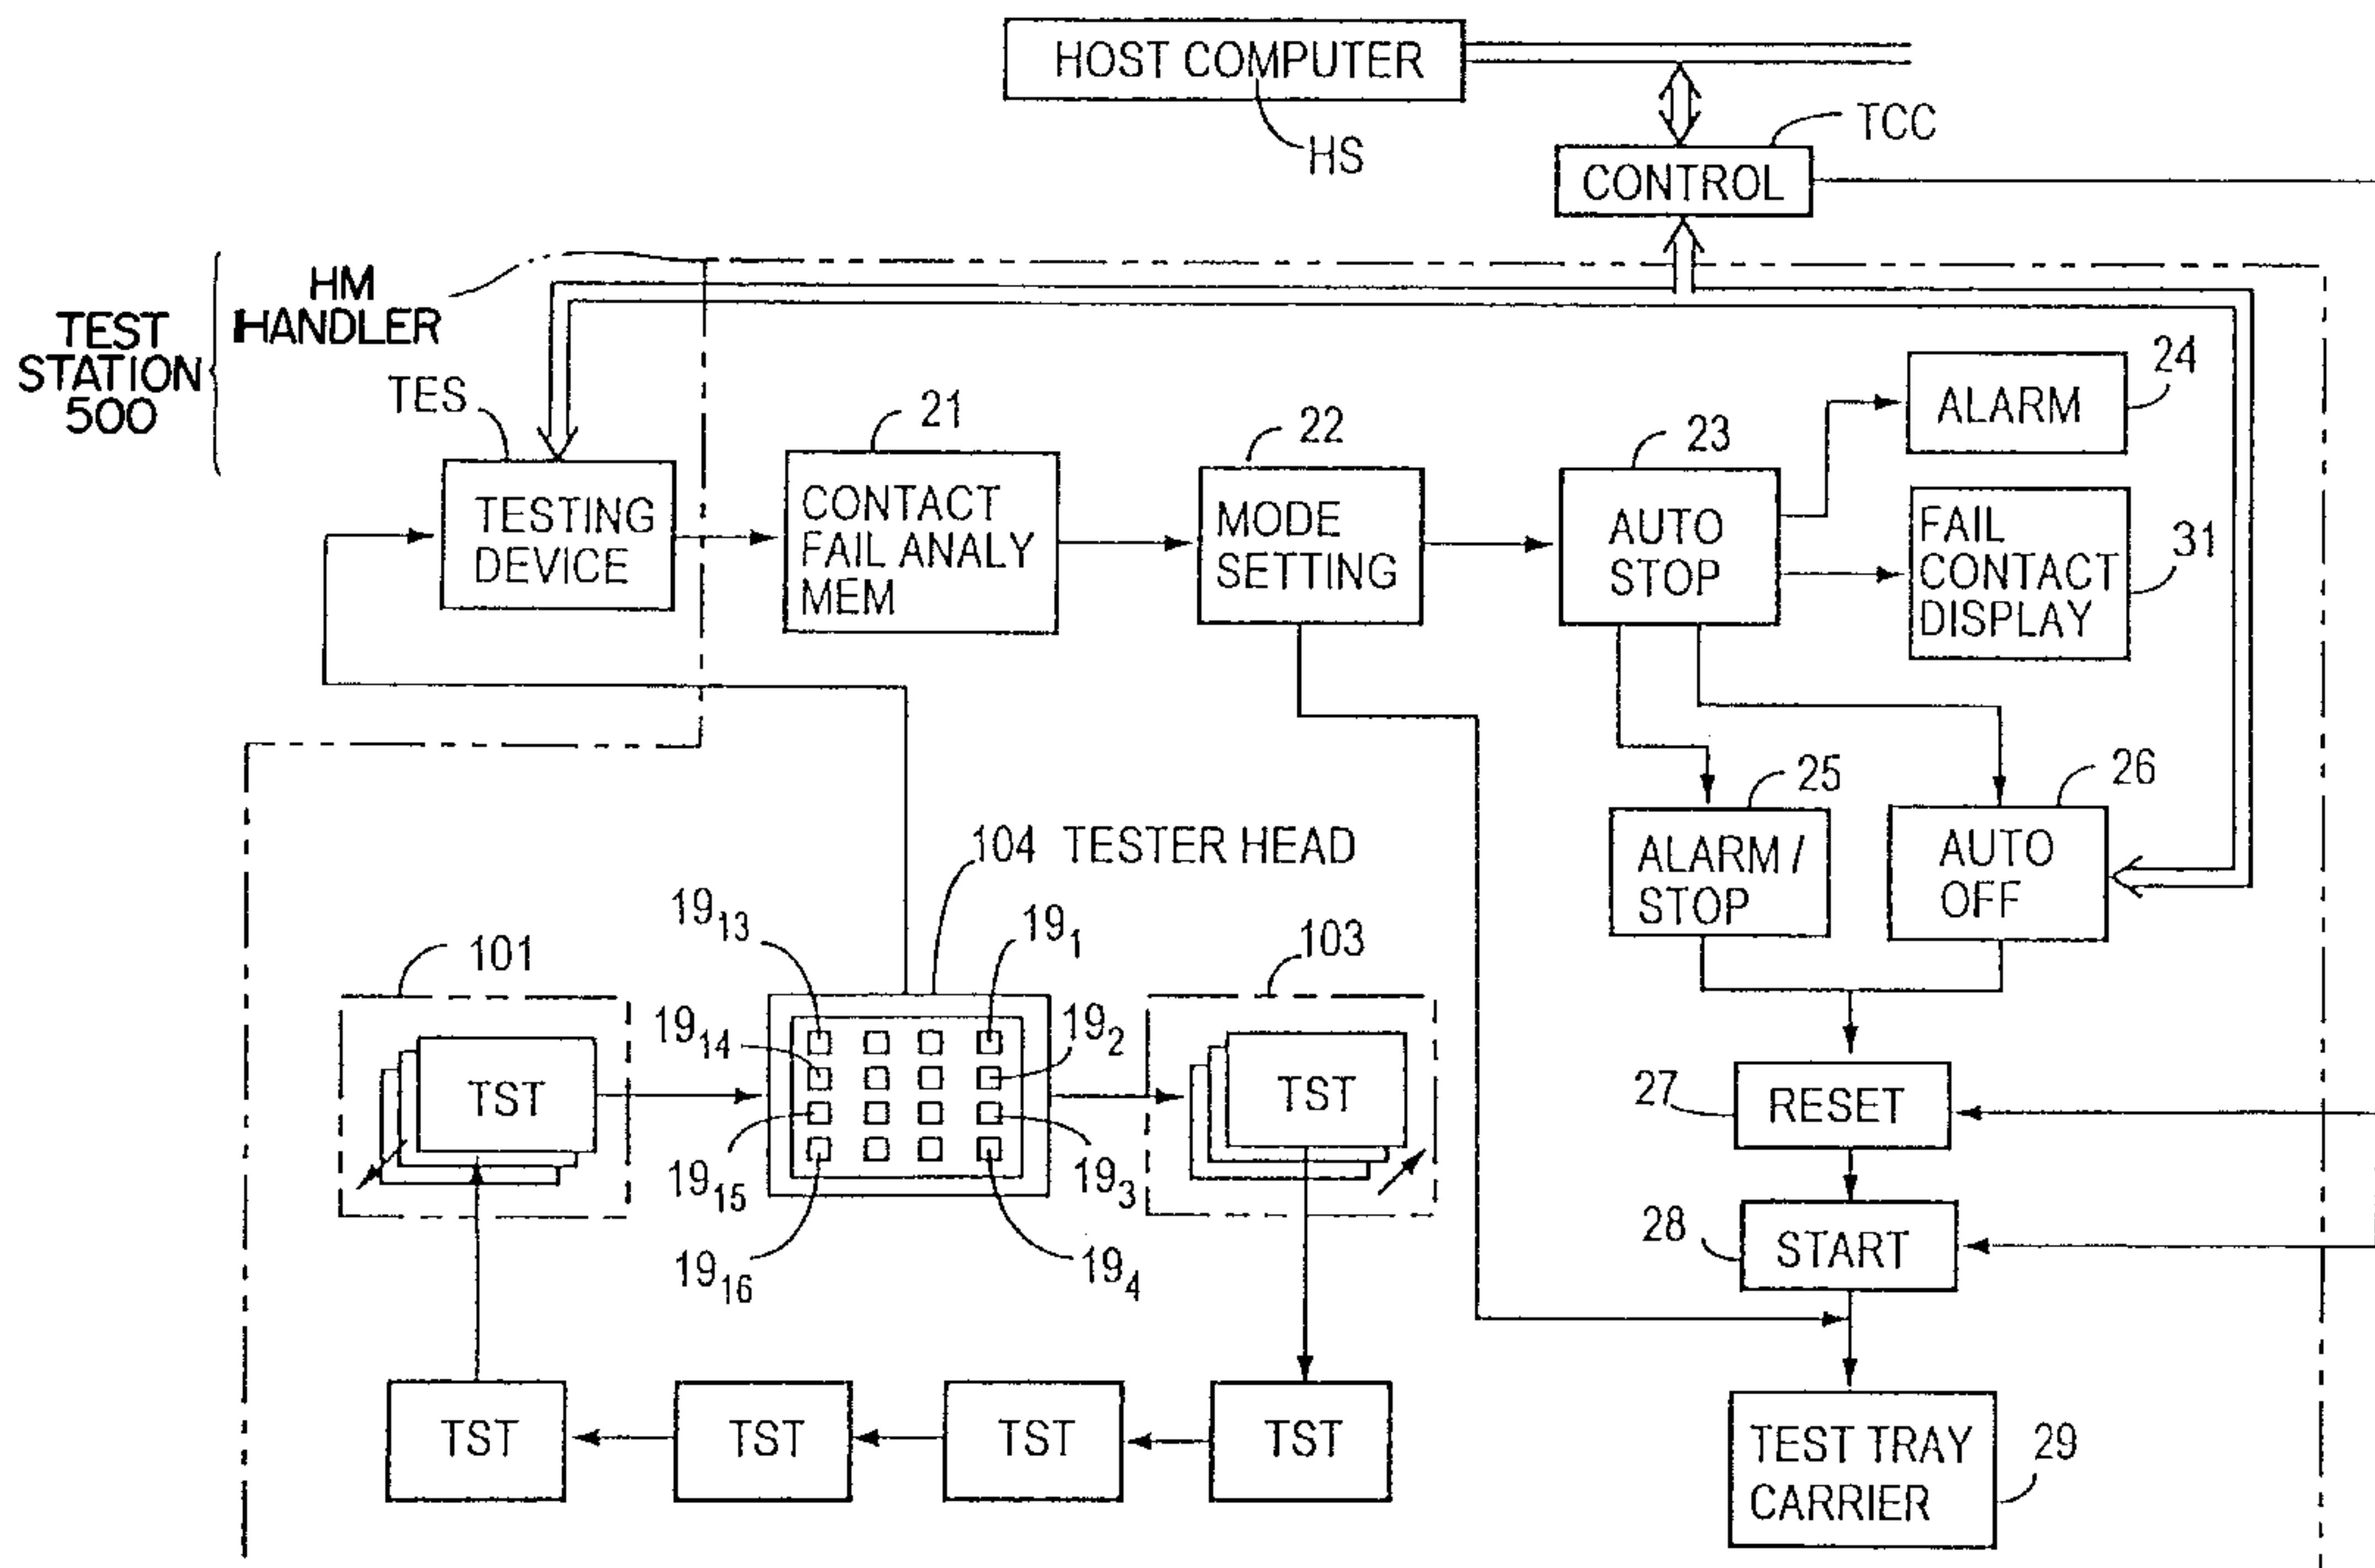 HOST COMPUTER
HS
TCC
CONTROL
HM
HANDLER
TEST
STATION
500
TES
TESTING
DEVICE
21
CONTACT
FAIL ANALY
MEM
22
MODE
SETTING
23
AUTO
STOP
24
ALARM
31
FAIL
CONTACT
DISPLAY
25
ALARM /
STOP
26
AUTO
OFF
104 TESTER HEAD
19₁₃
19₁₄
19₁₅
19₁₆
19₁
19₂
19₃
19₄
101
TST
103
TST
27
RESET
28
START
TST
TST
TST
TST
TEST TRAY
CARRIER
29